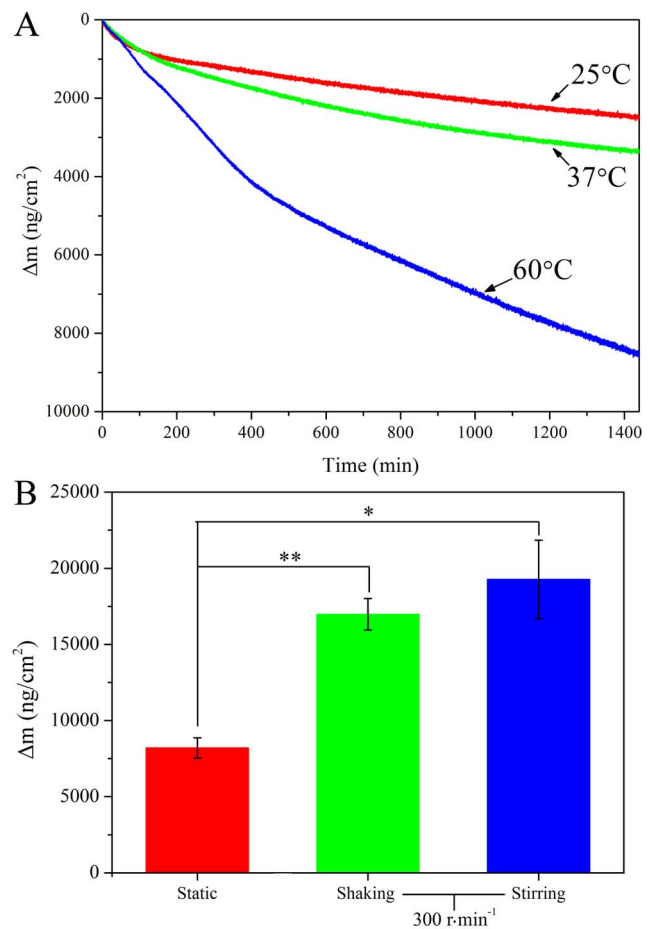 A
0
2000
4000
6000
8000
10000
Δm (ng/cm²)
25°C
37°C
60°C
0 200 400 600 800 1000 1200 1400
Time (min)
B
25000
20000
15000
10000
5000
0
Δm (ng/cm²)
*
**
Static Shaking Stirring
300 r·min⁻¹